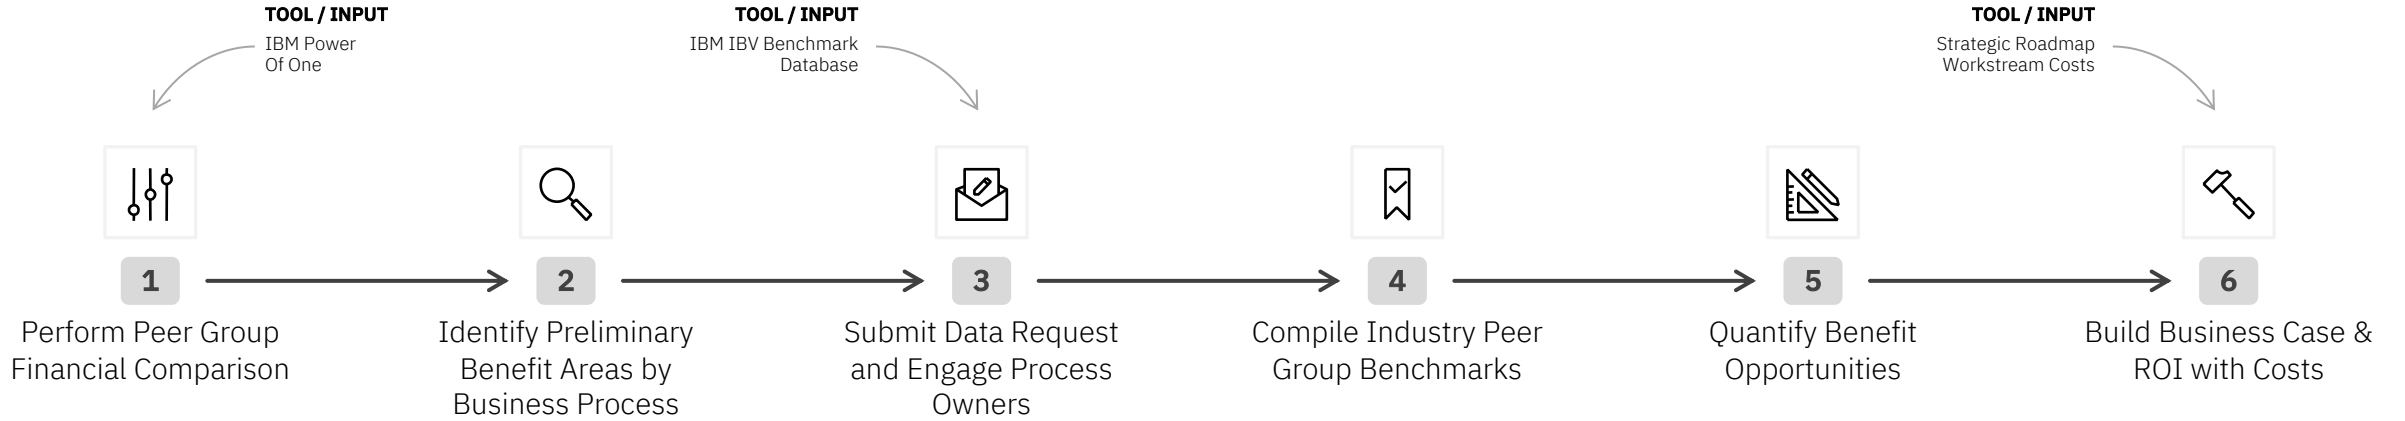 TOOL / INPUT
IBM Power
Of One
TOOL / INPUT
IBM IBV Benchmark
Database
TOOL / INPUT
Strategic Roadmap
Workstream Costs
1
Perform Peer Group
Financial Comparison
2
Identify Preliminary
Benefit Areas by
Business Process
3
Submit Data Request
and Engage Process
Owners
4
Compile Industry Peer
Group Benchmarks
5
Quantify Benefit
Opportunities
6
Build Business Case &
ROI with Costs